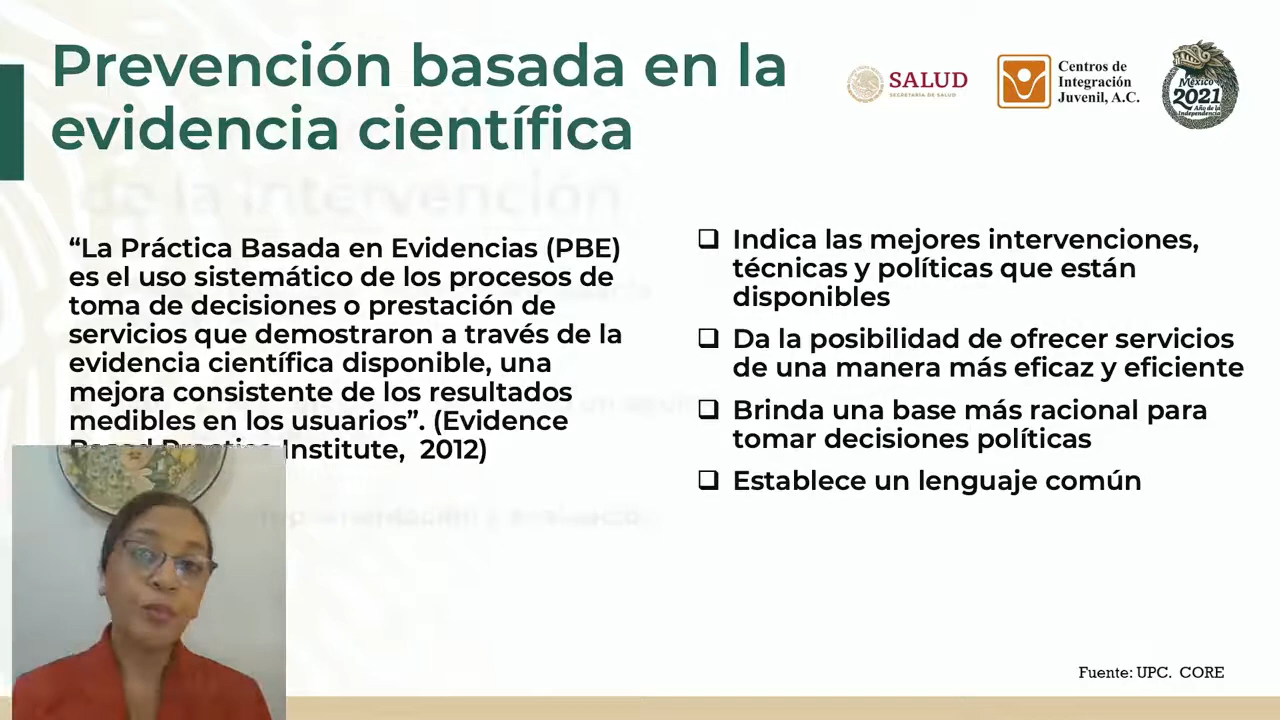 Prevención basada en la
evidencia científica
SALUD
SECRETARÍA DE SALUD
Centros de
Integración
Juvenil, A.C.
México
2021
Año de la
Independencia
de la intervención
“La Práctica Basada en Evidencias (PBE)
es el uso sistemático de los procesos de
toma de decisiones o prestación de
servicios que demostraron a través de la
evidencia científica disponible, una
mejora consistente de los resultados
medibles en los usuarios”. (Evidence
Based Practice Institute, 2012)
❑ Indica las mejores intervenciones,
técnicas y políticas que están
disponibles
❑ Da la posibilidad de ofrecer servicios
de una manera más eficaz y eficiente
❑ Brinda una base más racional para
tomar decisiones políticas
❑ Establece un lenguaje común
Fuente: UPC. CORE